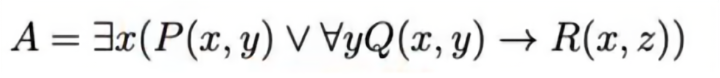 A = ∃x(P(x, y) ∨ ∀yQ(x, y) → R(x, z))